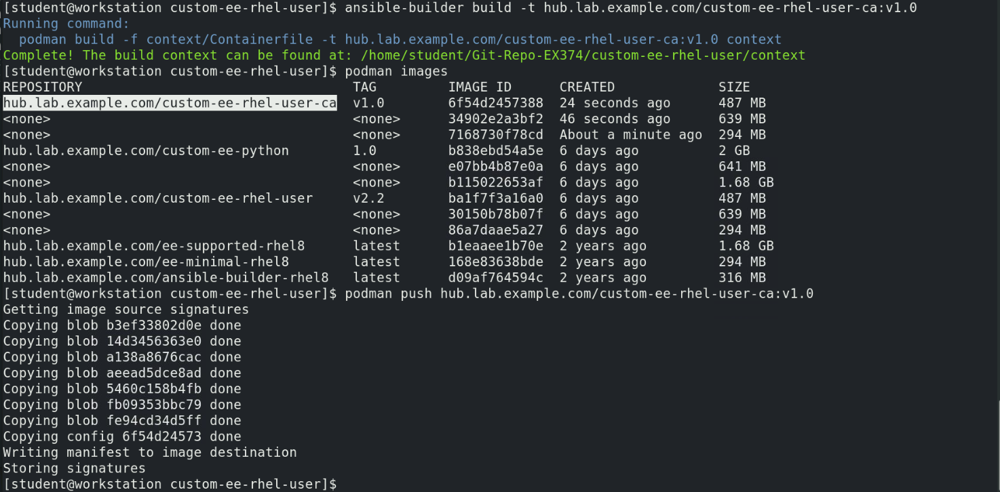 [student@workstation custom-ee-rhel-user]$ ansible-builder build -t hub.lab.example.com/custom-ee-rhel-user-ca:v1.0
Running command:
  podman build -f context/Containerfile -t hub.lab.example.com/custom-ee-rhel-user-ca:v1.0 context
Complete! The build context can be found at: /home/student/Git-Repo-EX374/custom-ee-rhel-user/context
[student@workstation custom-ee-rhel-user]$ podman images
REPOSITORY                                  TAG         IMAGE ID      CREATED             SIZE
hub.lab.example.com/custom-ee-rhel-user-ca  v1.0        6f54d2457388  24 seconds ago      487 MB
<none>                                      <none>      34902e2a3bf2  46 seconds ago      639 MB
<none>                                      <none>      7168730f78cd  About a minute ago  294 MB
hub.lab.example.com/custom-ee-python        1.0         b838ebd54a5e  6 days ago          2 GB
<none>                                      <none>      e07bb4b87e0a  6 days ago          641 MB
<none>                                      <none>      b115022653af  6 days ago          1.68 GB
hub.lab.example.com/custom-ee-rhel-user     v2.2        ba1f7f3a16a0  6 days ago          487 MB
<none>                                      <none>      30150b78b07f  6 days ago          639 MB
<none>                                      <none>      86a7daae5a27  6 days ago          294 MB
hub.lab.example.com/ee-supported-rhel8      latest      b1eaaee1b70e  2 years ago         1.68 GB
hub.lab.example.com/ee-minimal-rhel8        latest      168e83638bde  2 years ago         294 MB
hub.lab.example.com/ansible-builder-rhel8   latest      d09af764594c  2 years ago         316 MB
[student@workstation custom-ee-rhel-user]$ podman push hub.lab.example.com/custom-ee-rhel-user-ca:v1.0
Getting image source signatures
Copying blob b3ef33802d0e done
Copying blob 14d3456363e0 done
Copying blob a138a8676cac done
Copying blob aeead5dce8ad done
Copying blob 5460c158b4fb done
Copying blob fb09353bbc79 done
Copying blob fe94cd34d5ff done
Copying config 6f54d24573 done
Writing manifest to image destination
Storing signatures
[student@workstation custom-ee-rhel-user]$